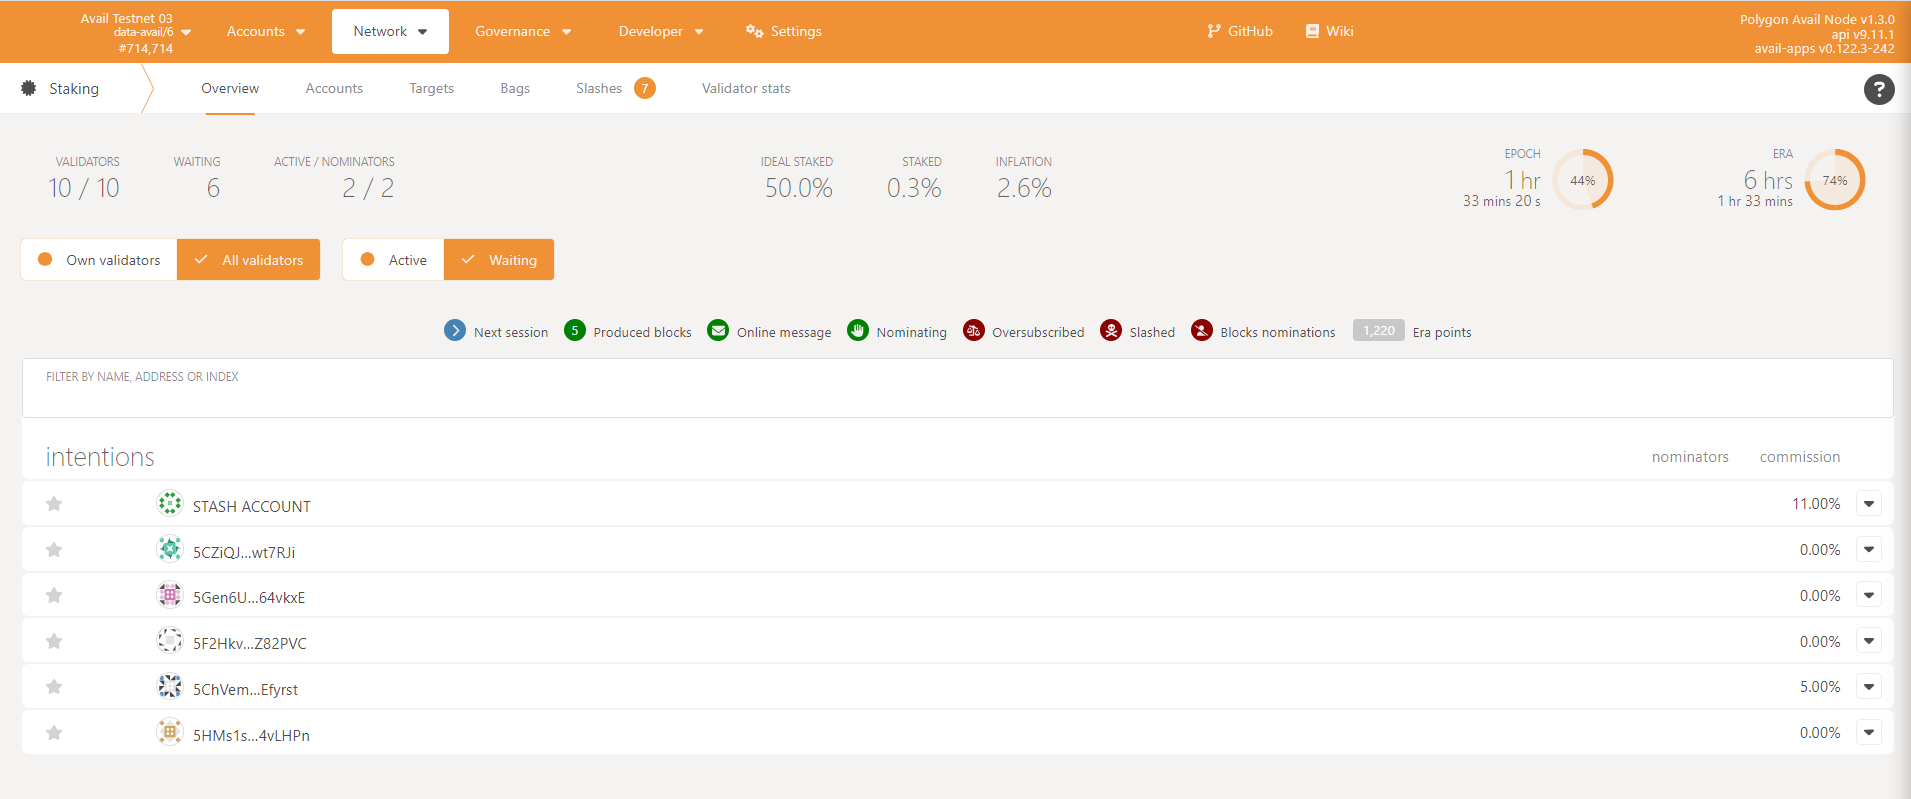 Avail Testnet 03
data-avail/6
#714,714
Accounts
Network
Governance
Developer
Settings
GitHub
Wiki
Polygon Avail Node v1.3.0
api v9.11.1
avail-apps v0.122.3-242
Staking
Overview
Accounts
Targets
Bags
Slashes 7
Validator stats
?
VALIDATORS
10 / 10
WAITING
6
ACTIVE / NOMINATORS
2 / 2
IDEAL STAKED
50.0%
STAKED
0.3%
INFLATION
2.6%
EPOCH
1 hr
33 mins 20 s
44%
ERA
6 hrs
1 hr 33 mins
74%
Own validators
All validators
Active
Waiting
Next session
5 Produced blocks
Online message
Nominating
Oversubscribed
Slashed
Blocks nominations
1,220 Era points
FILTER BY NAME, ADDRESS OR INDEX
intentions nominators commission
STASH ACCOUNT 11.00%
5CZiQJ...wt7RJi 0.00%
5Gen6U...64vkxE 0.00%
5F2Hkv...Z82PVC 0.00%
5ChVem...Efyrst 5.00%
5HMs1s...4vLHPn 0.00%